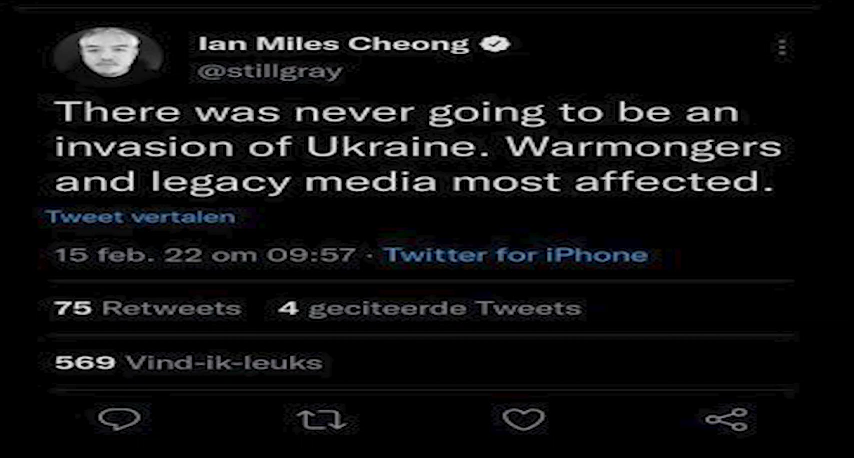 Ian Miles Cheong
@stillgray
There was never going to be an
invasion of Ukraine. Warmongers
and legacy media most affected.
Tweet vertalen
15 feb. 22 om 09:57 · Twitter for iPhone
75 Retweets 4 geciteerde Tweets
569 Vind-ik-leuks